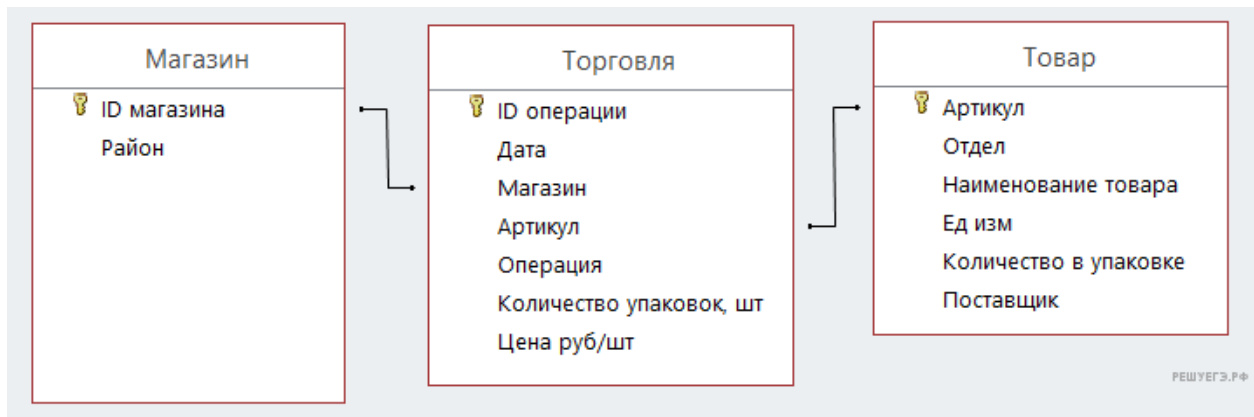 Магазин
ID магазина
Район
Торговля
ID операции
Дата
Магазин
Артикул
Операция
Количество упаковок, шт
Цена руб/шт
Товар
Артикул
Отдел
Наименование товара
Ед изм
Количество в упаковке
Поставщик
РЕШУЕГЭ.РФ